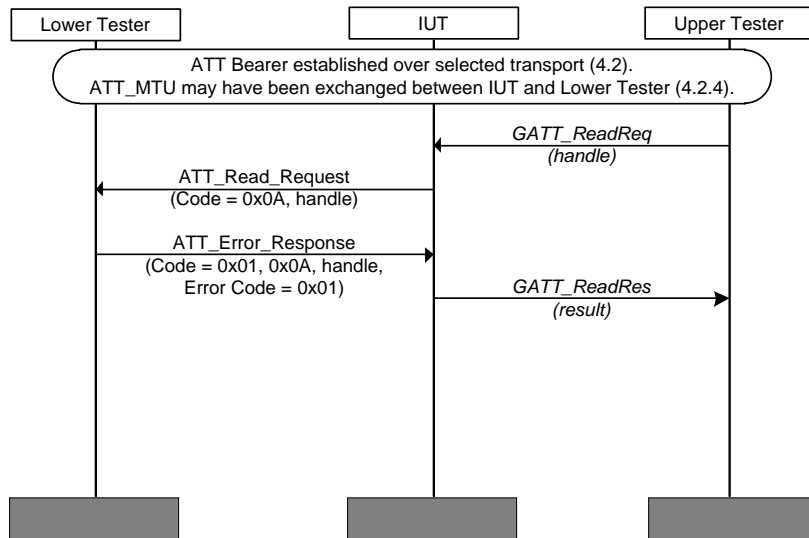 Lower Tester
IUT
Upper Tester
ATT Bearer established over selected transport (4.2).
ATT_MTU may have been exchanged between IUT and Lower Tester (4.2.4).
GATT_ReadReq
(handle)
ATT_Read_Request
(Code = 0x0A, handle)
ATT_Error_Response
(Code = 0x01, 0x0A, handle,
Error Code = 0x01)
GATT_ReadRes
(result)